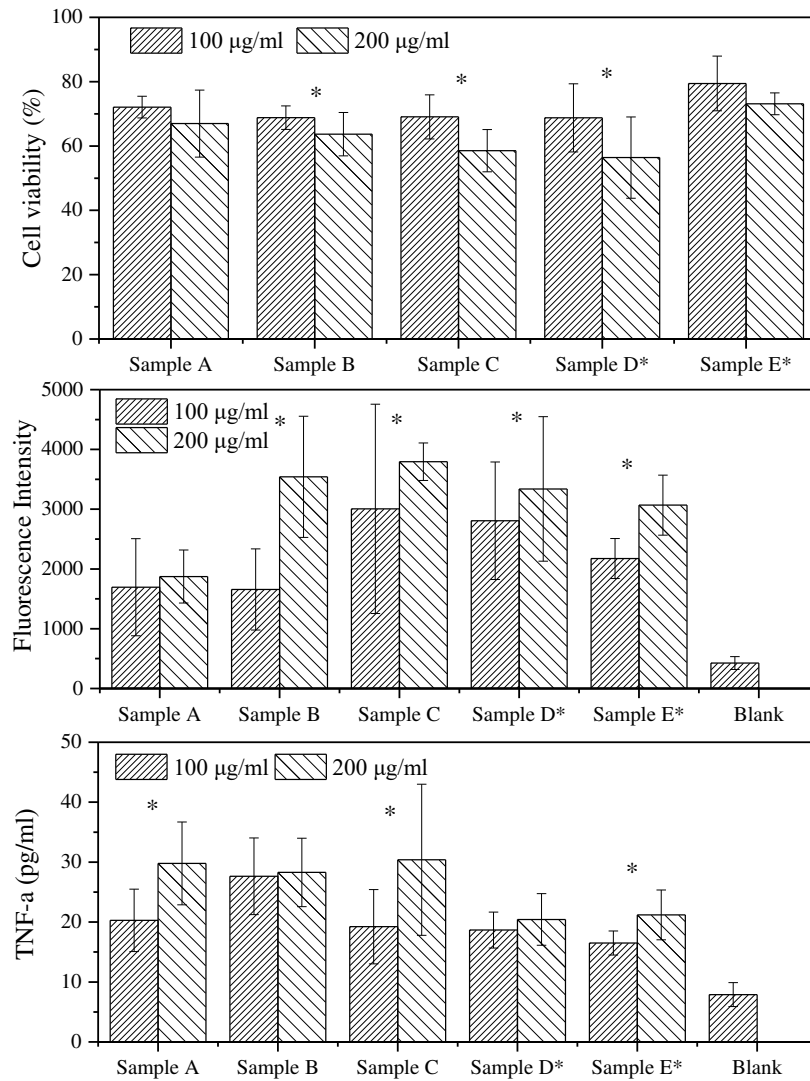 100 μg/ml 200 μg/ml
Cell viability (%)
100
80
60
40
20
0
* * *
Sample A Sample B Sample C Sample D* Sample E*
100 μg/ml
200 μg/ml
Fluorescence Intensity
5000
4000
3000
2000
1000
0
* * * *
Sample A Sample B Sample C Sample D* Sample E* Blank
100 μg/ml 200 μg/ml
TNF-a (pg/ml)
50
40
30
20
10
0
* * *
Sample A Sample B Sample C Sample D* Sample E* Blank